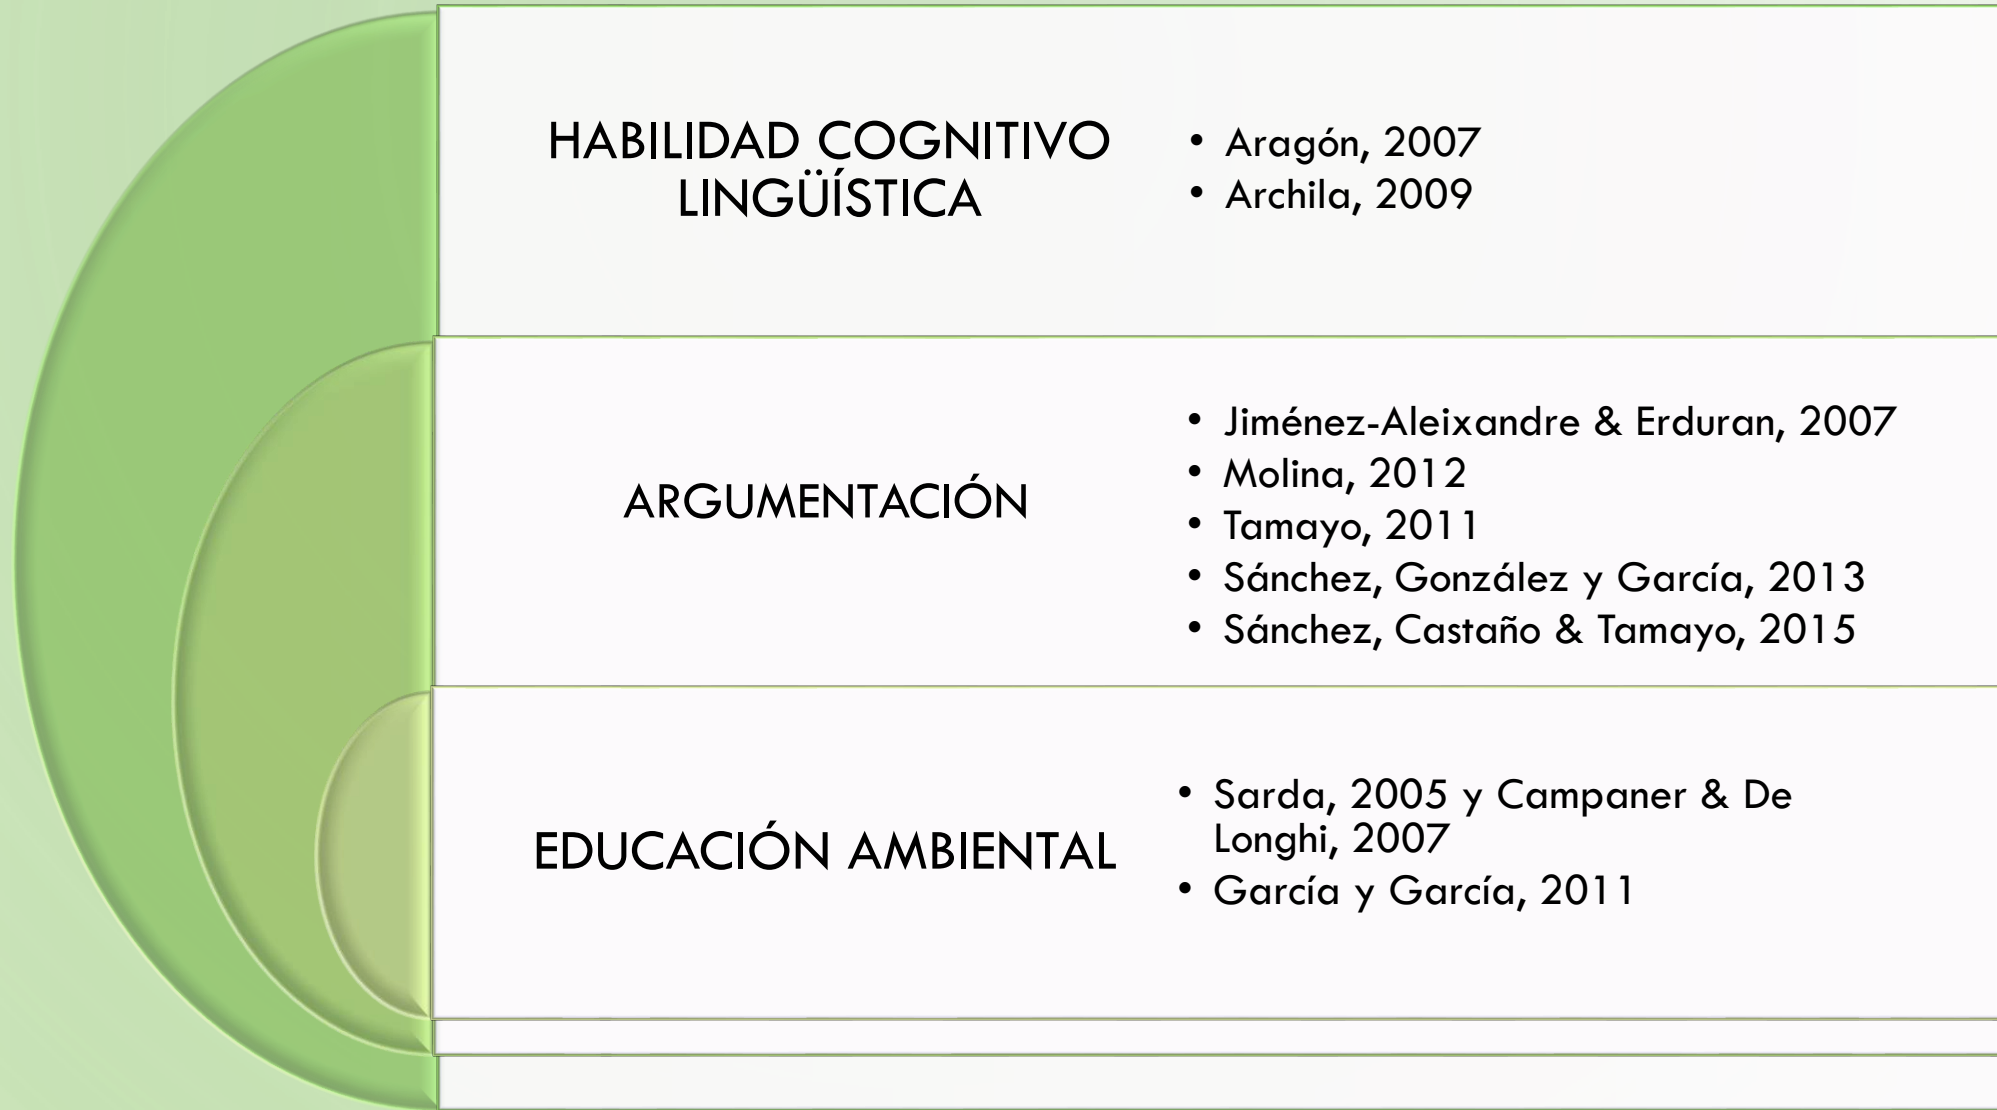 HABILIDAD COGNITIVO
LINGÜÍSTICA
• Aragón, 2007
• Archila, 2009
ARGUMENTACIÓN
• Jiménez-Aleixandre & Erduran, 2007
• Molina, 2012
• Tamayo, 2011
• Sánchez, González y García, 2013
• Sánchez, Castaño & Tamayo, 2015
EDUCACIÓN AMBIENTAL
• Sarda, 2005 y Campaner & De
Longhi, 2007
• García y García, 2011